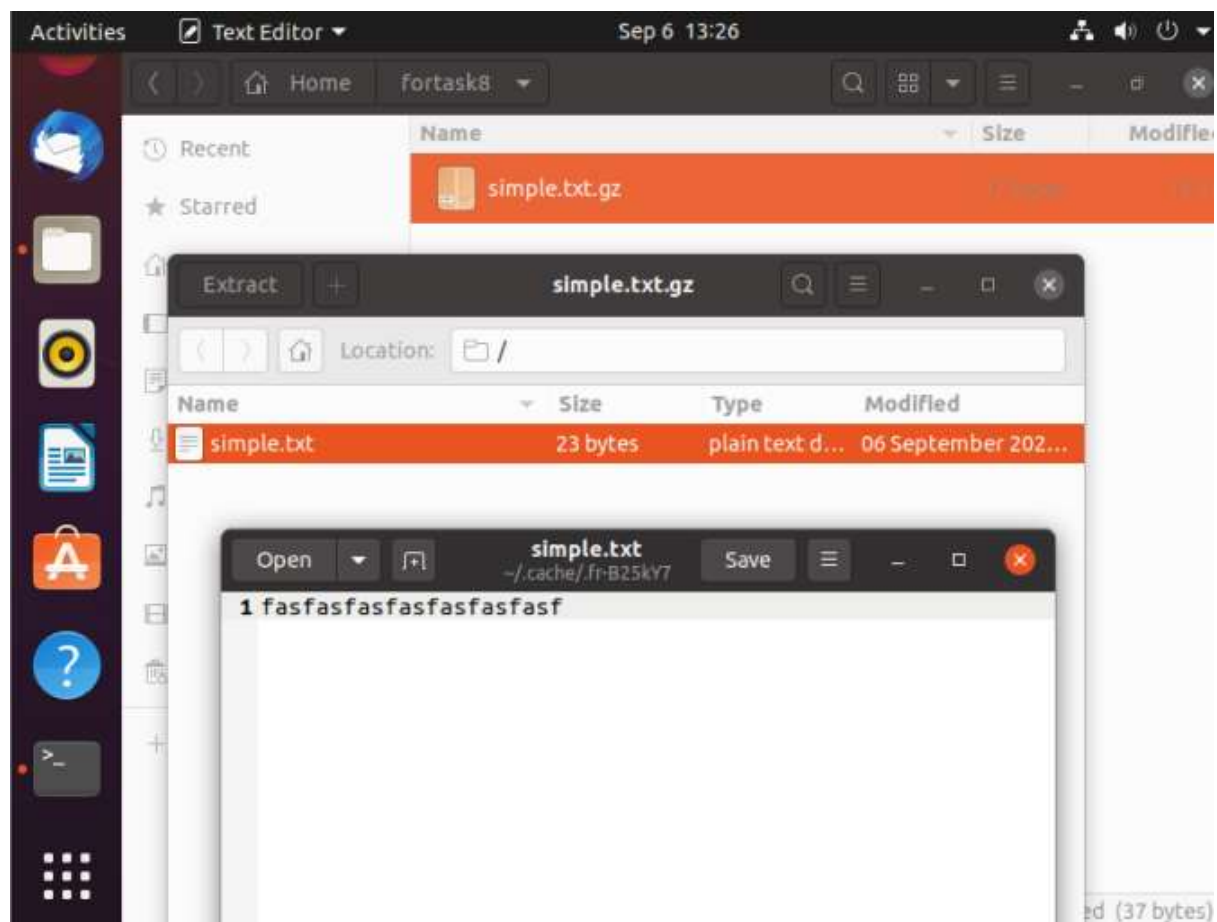 Activities Text Editor Sep 6 13:26
Home fortask8
Recent
Starred
Name Size
simple.txt.gz
Extract + simple.txt.gz
Location: /
Name Size Type Modified
simple.txt 23 bytes plain text d... 06 September 202...
Open simple.txt Save
~/.cache/.fr-B25kY7
1 fasfasfasfasfasfasfasf
(37 bytes)